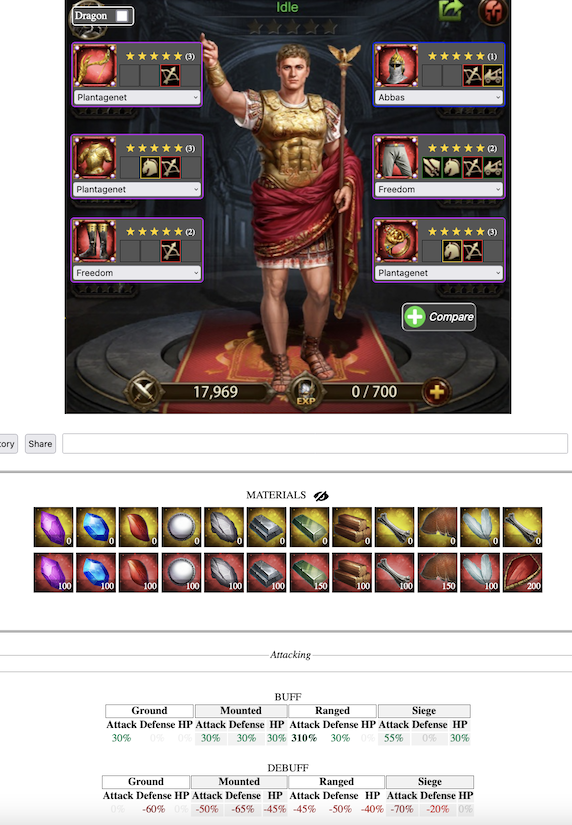 Idle
Dragon
(3)
(1)
Plantagenet
Abbas
(3)
(2)
Plantagenet
Freedom
(2)
(3)
Freedom
Plantagenet
Compare
17,969
EXP
0 / 700
tory
Share
MATERIALS
0 0 0 0 0 0 0 0 0 0 0 0
100 100 100 100 100 100 150 100 100 150 100 200
Attacking
BUFF
Ground Mounted Ranged Siege
Attack Defense HP Attack Defense HP Attack Defense HP Attack Defense HP
30% 0% 0% 30% 30% 30% 310% 30% 0% 55% 0% 30%
DEBUFF
Ground Mounted Ranged Siege
Attack Defense HP Attack Defense HP Attack Defense HP Attack Defense HP
0% -60% 0% -50% -65% -45% -45% -50% -40% -70% -20% 0%